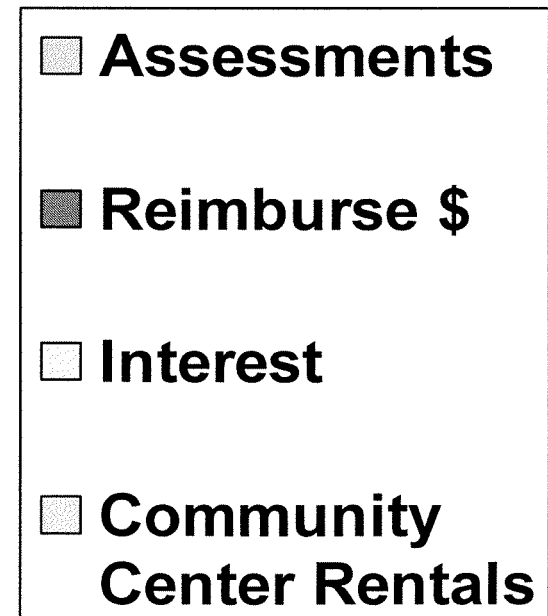 Assessments
Reimburse $
Interest
Community
Center Rentals